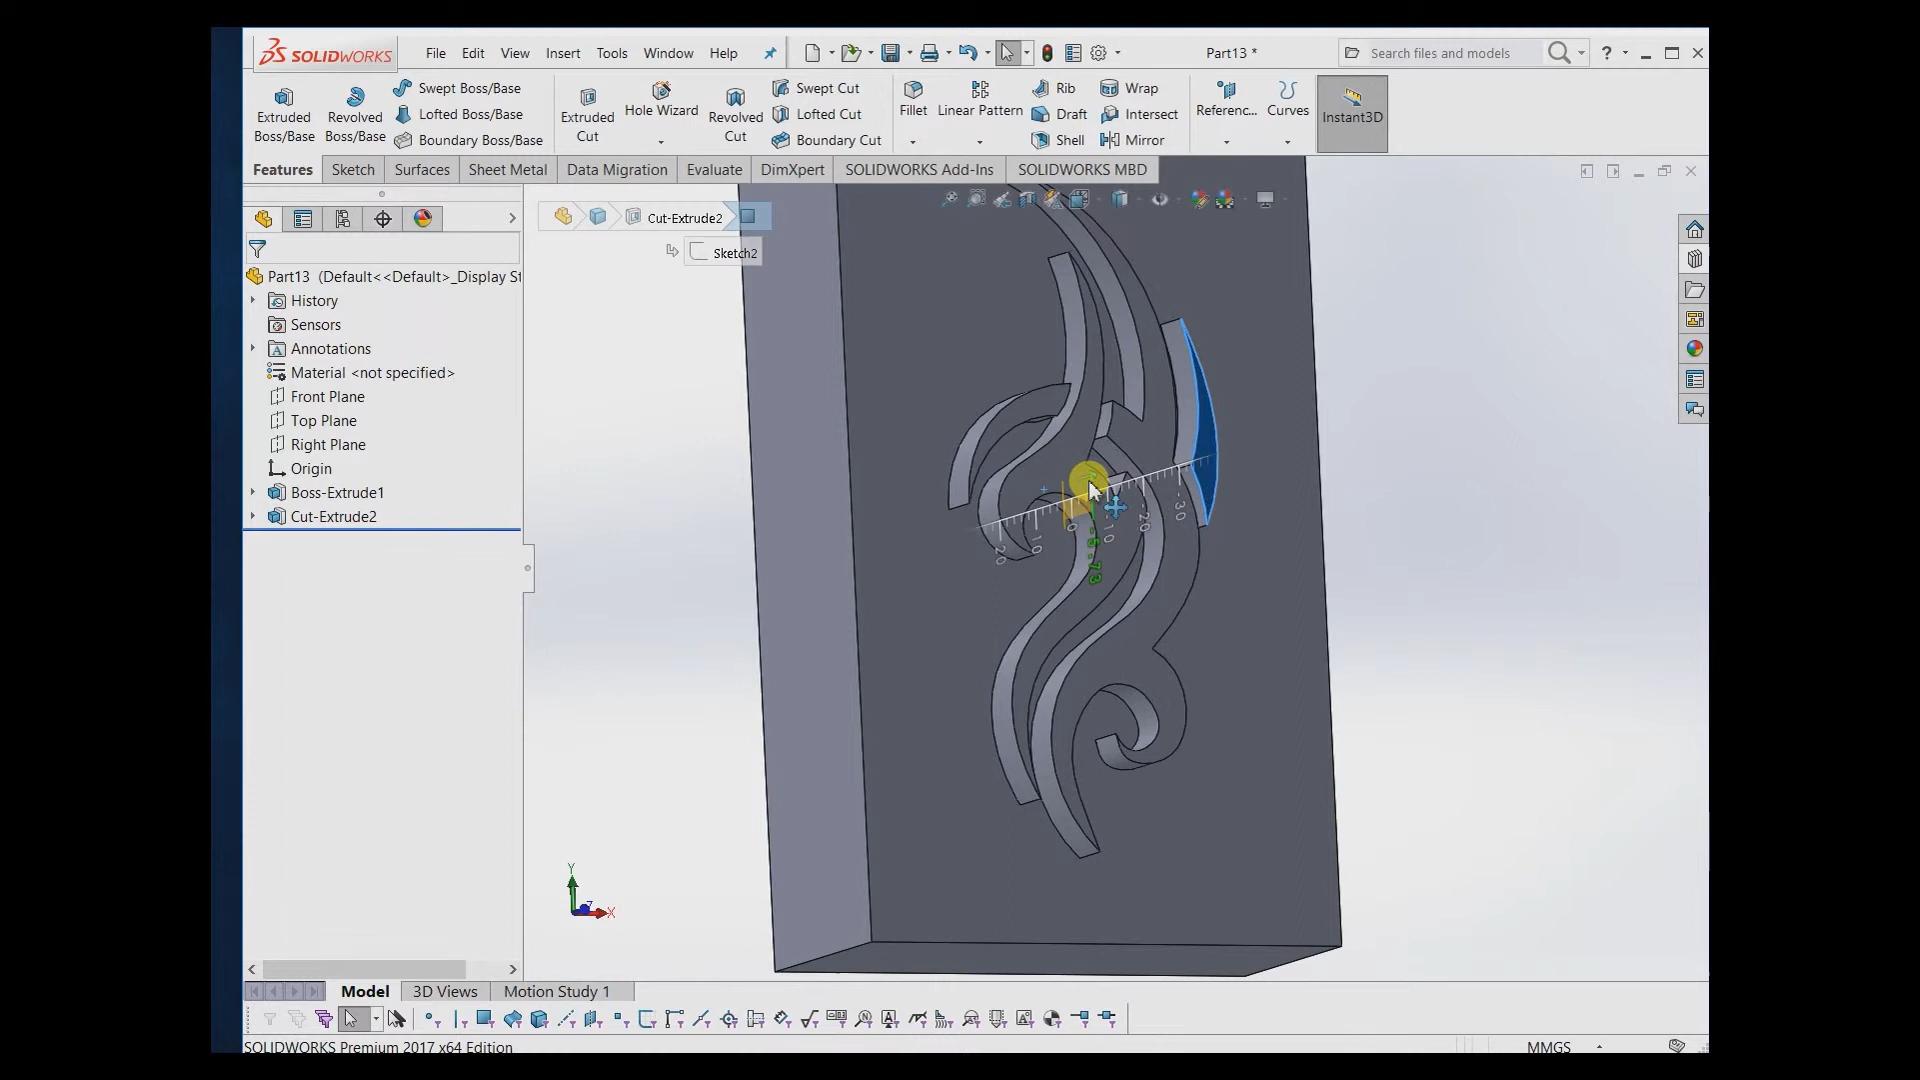 SOLIDWORKS File Edit View Insert Tools Window Help Part13 * Search files and models ?
Extruded Boss/Base
Revolved Boss/Base
Swept Boss/Base
Lofted Boss/Base
Boundary Boss/Base
Extruded Cut
Hole Wizard
Revolved Cut
Swept Cut
Lofted Cut
Boundary Cut
Fillet
Linear Pattern
Rib
Draft
Shell
Wrap
Intersect
Mirror
Referenc...
Curves
Instant3D
Features Sketch Surfaces Sheet Metal Data Migration Evaluate DimXpert SOLIDWORKS Add-Ins SOLIDWORKS MBD
Cut-Extrude2
Sketch2
Part13 (Default<<Default>_Display St
History
Sensors
Annotations
Material <not specified>
Front Plane
Top Plane
Right Plane
Origin
Boss-Extrude1
Cut-Extrude2
20 10 0 -10 -20 -30
-5.73
Y
Z
X
Model 3D Views Motion Study 1
SOLIDWORKS Premium 2017 x64 Edition MMGS